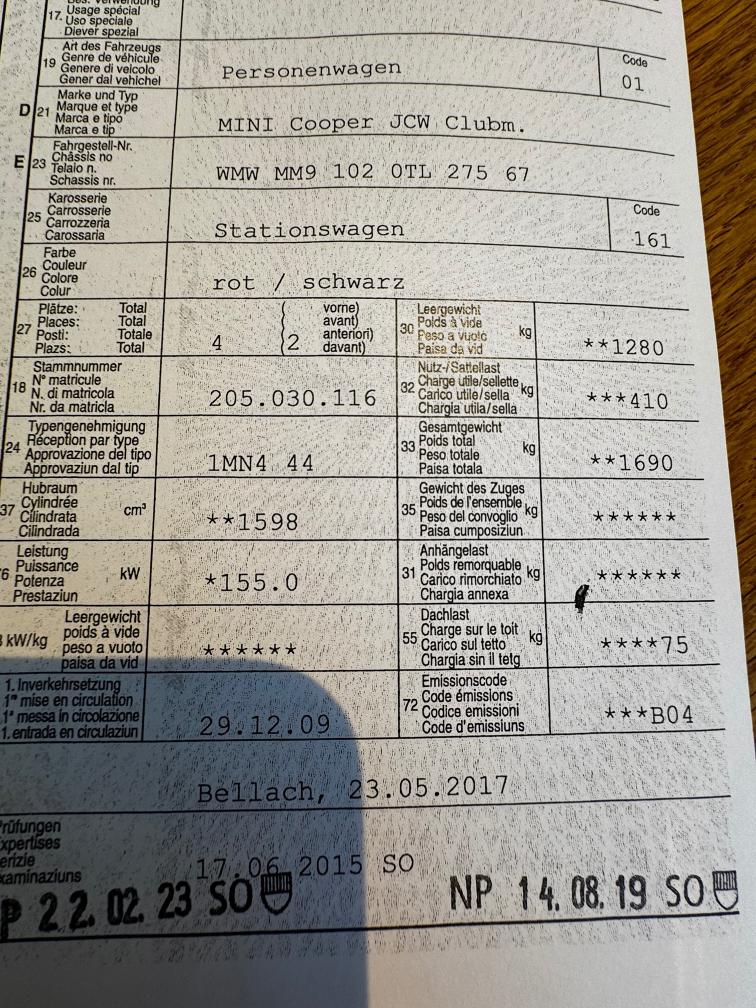 17. Usage spécial
Uso speciale
Diever spezial
19 Art des Fahrzeugs
Genre de véhicule
Genere di veicolo
Gener dal vehichel
Personenwagen
Code
01
D 21 Marke und Typ
Marque et type
Marca e tipo
Marca e tip
MINI Cooper JCW Clubm.
E 23 Fahrgestell-Nr.
Châssis no
Telaio n.
Schassis nr.
WMW MM9 102 0TL 275 67
25 Karosserie
Carrosserie
Carrozzeria
Carossaria
Stationswagen
Code
161
26 Farbe
Couleur
Colore
Colur
rot / schwarz
27 Plätze: Total
Places: Total
Posti: Totale
Plazs: Total
4
2
vorne)
avant)
anteriori)
davant)
30 Leergewicht
Poids à vide
Peso a vuoto
Paisa da vid
kg
**1280
18 Stammnummer
N° matricule
N. di matricola
Nr. da matricla
205.030.116
32 Nutz-/Sattellast
Charge utile/sellette
Carico utile/sella
Chargia utila/sella
kg
***410
24 Typengenehmigung
Réception par type
Approvazione del tipo
Approvaziun dal tip
1MN4 44
33 Gesamtgewicht
Poids total
Peso totale
Paisa totala
kg
**1690
37 Hubraum
Cylindrée
Cilindrata
Cilindrada
cm³
**1598
35 Gewicht des Zuges
Poids de l'ensemble
Peso del convoglio
Paisa cumposiziun
kg
******
6 Leistung
Puissance
Potenza
Prestaziun
kW
*155.0
31 Anhängelast
Poids remorquable
Carico rimorchiato
Chargia annexa
kg
******
kW/kg
Leergewicht
poids à vide
peso a vuoto
paisa da vid
******
55 Dachlast
Charge sur le toit
Carico sul tetto
Chargia sin il tetg
kg
****75
1. Inverkehrsetzung
1re mise en circulation
1a messa in circolazione
1. entrada en circulaziun
29.12.09
72 Emissionscode
Code émissions
Codice emissioni
Code d'emissiuns
***B04
Bellach, 23.05.2017
rüfungen
xpertises
erizie
xaminaziuns
17.06 2015 SO
P 22.02.23 SO
NP 14.08.19 SO